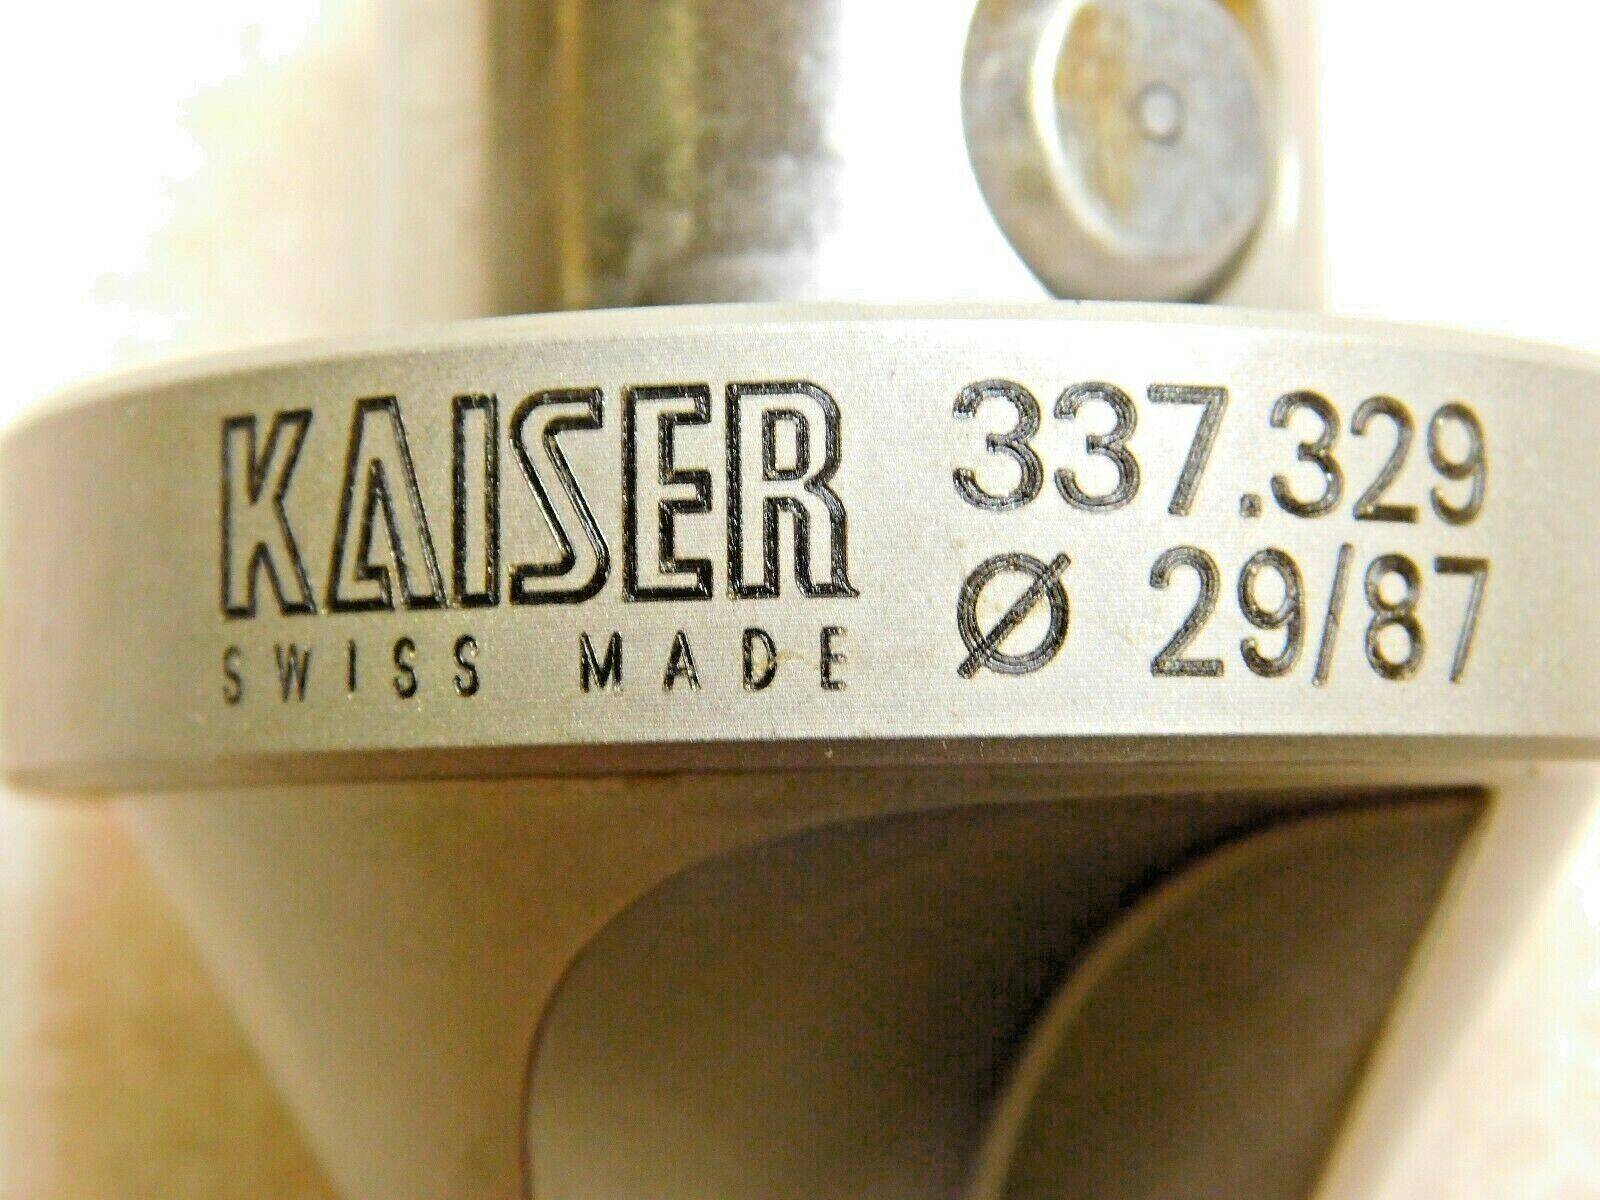 KAISER
SWISS MADE
337.329
Ø 29/87